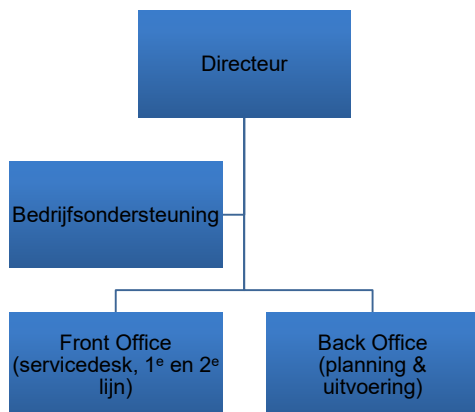 Directeur
Bedrijfsondersteuning
Front Office
(servicedesk, 1ᵉ en 2ᵉ
lijn)
Back Office
(planning &
uitvoering)